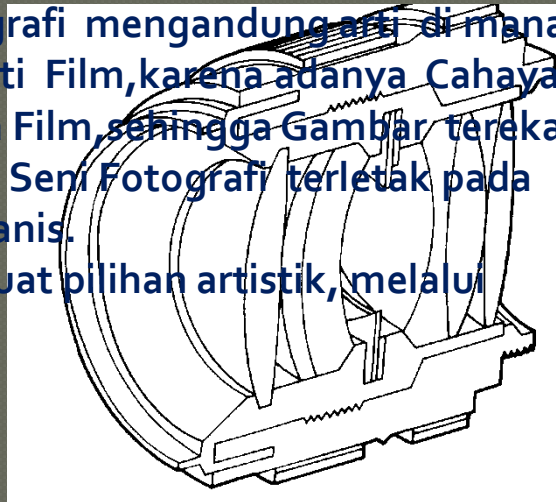 grafi mengandung arti di mana
ti Film,karena adanya Cahaya
Film,sehingga Gambar tereka
Seni Fotografi terletak pada
anis.
uat pilihan artistik, melalui